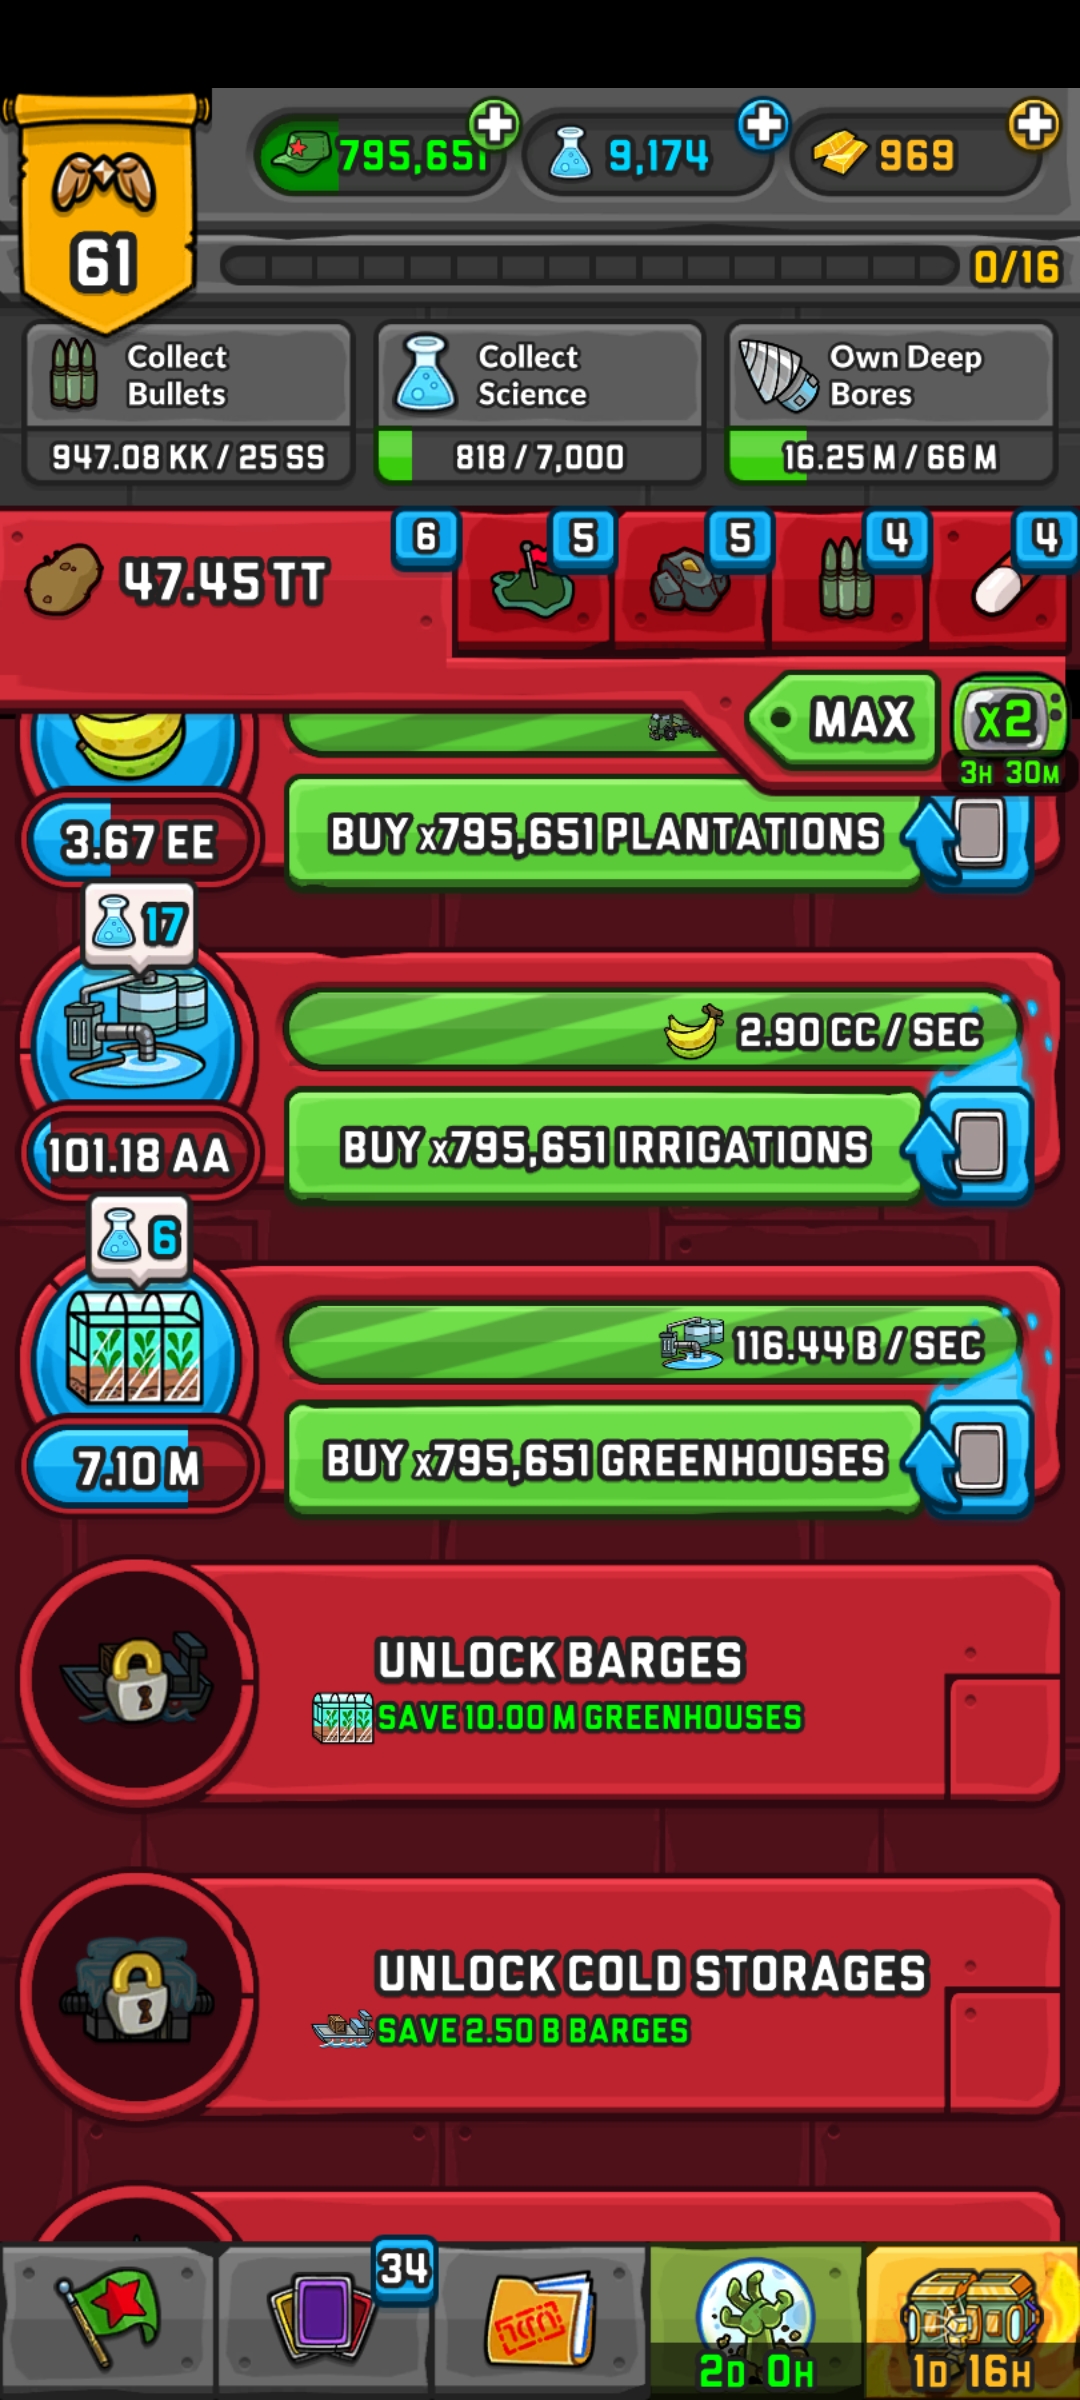 61
795,651
9,174
969
0/16
Collect
Bullets
947.08 KK / 25 SS
Collect
Science
818 / 7,000
Own Deep
Bores
16.25 M / 66 M
47.45 TT
6
5
5
4
4
MAX
x2
3H 30M
3.67 EE
BUY x795,651 PLANTATIONS
17
2.90 CC / SEC
101.18 AA
BUY x795,651 IRRIGATIONS
6
116.44 B / SEC
7.10 M
BUY x795,651 GREENHOUSES
UNLOCK BARGES
SAVE 10.00 M GREENHOUSES
UNLOCK COLD STORAGES
SAVE 2.50 B BARGES
34
2D 0H
1D 16H